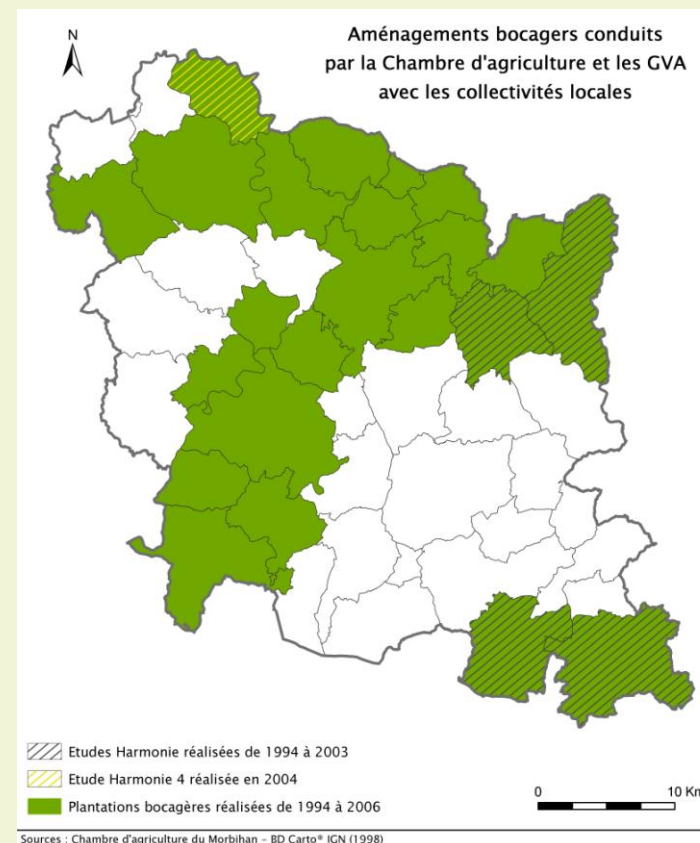 N
Aménagements bocagers conduits
par la Chambre d'agriculture et les GVA
avec les collectivités locales
Etudes Harmonie réalisées de 1994 à 2003
Etude Harmonie 4 réalisée en 2004
Plantations bocagères réalisées de 1994 à 2006
0 10 Km
Sources : Chambre d'agriculture du Morbihan - BD Carto® IGN (1998)